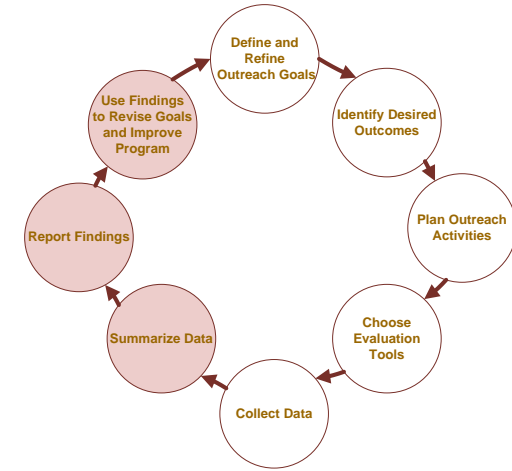 Define and
Refine
Outreach Goals
Identify Desired
Outcomes
Plan Outreach
Activities
Choose
Evaluation
Tools
Collect Data
Summarize Data
Report Findings
Use Findings
to Revise Goals
and Improve
Program